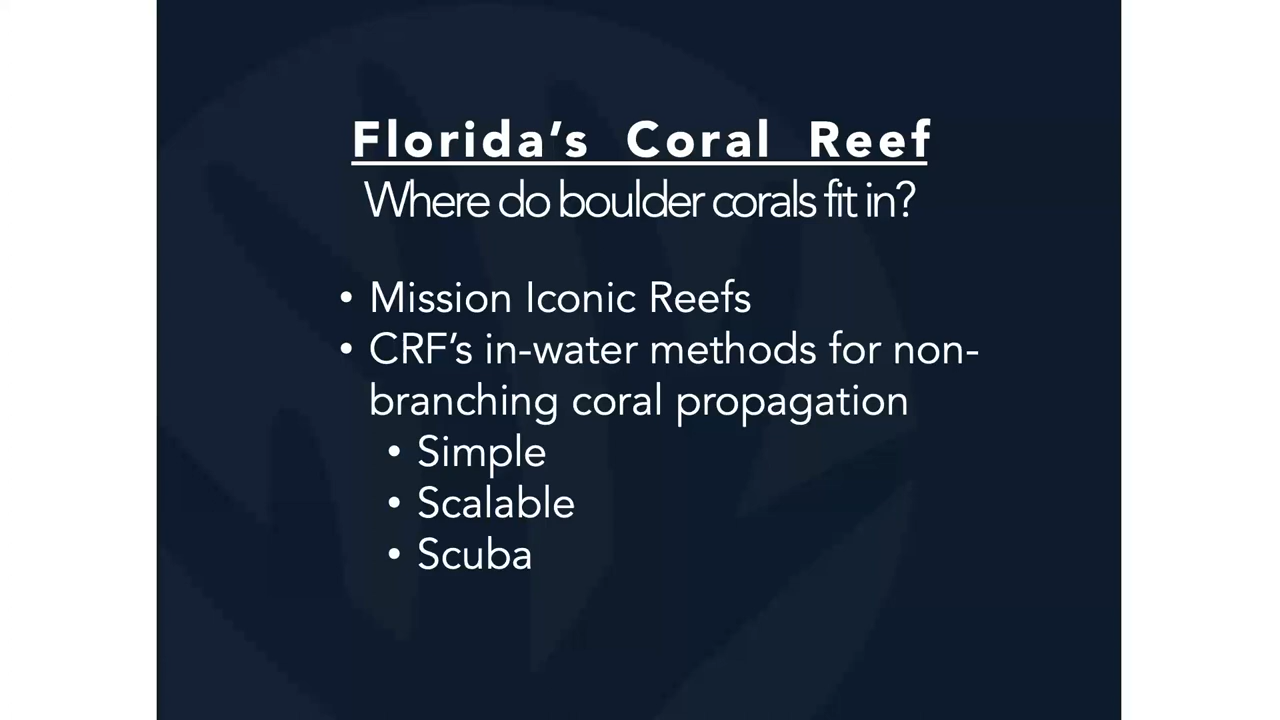 Florida’s Coral Reef
Where do boulder corals fit in?
• Mission Iconic Reefs
• CRF’s in-water methods for non-
branching coral propagation
• Simple
• Scalable
• Scuba